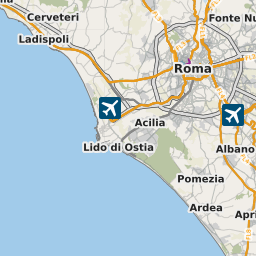 Cerveteri
Fonte Nu
Ladispoli
Roma
Acilia
Lido di Ostia
Albano
Pomezia
Ardea
Apri